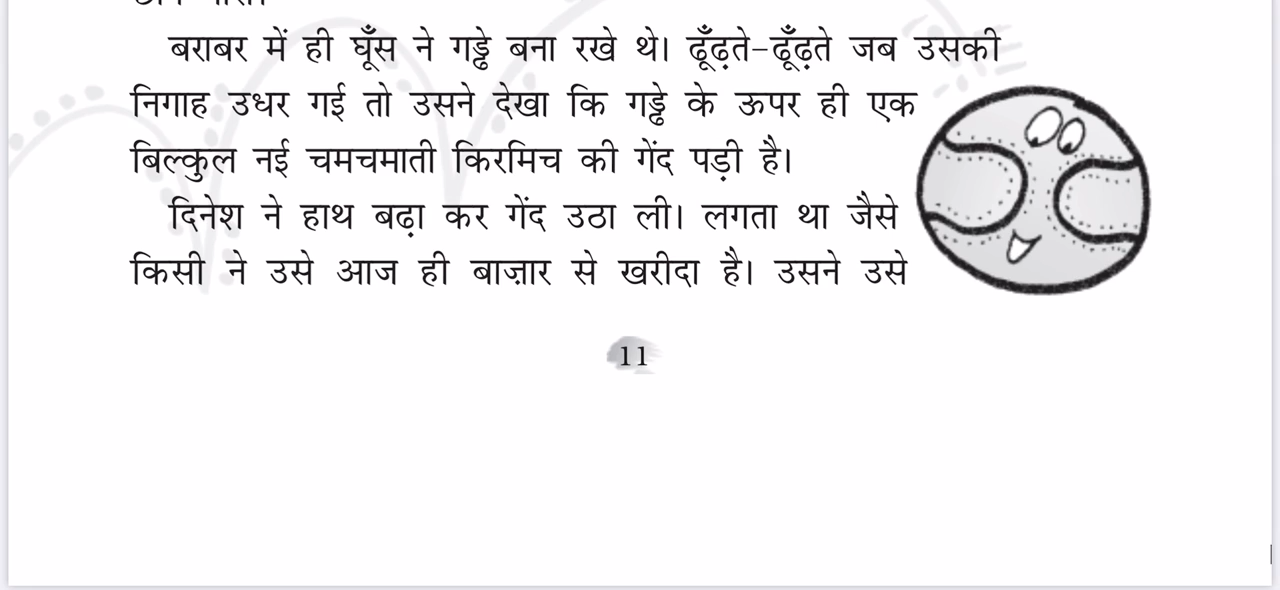 बराबर में ही घूँस ने गड्ढे बना रखे थे। ढूँढ़ते-ढूँढ़ते जब उसकी
निगाह उधर गई तो उसने देखा कि गड्ढे के ऊपर ही एक
बिल्कुल नई चमचमाती किरमिच की गेंद पड़ी है।
दिनेश ने हाथ बढ़ा कर गेंद उठा ली। लगता था जैसे
किसी ने उसे आज ही बाज़ार से खरीदा है। उसने उसे
11